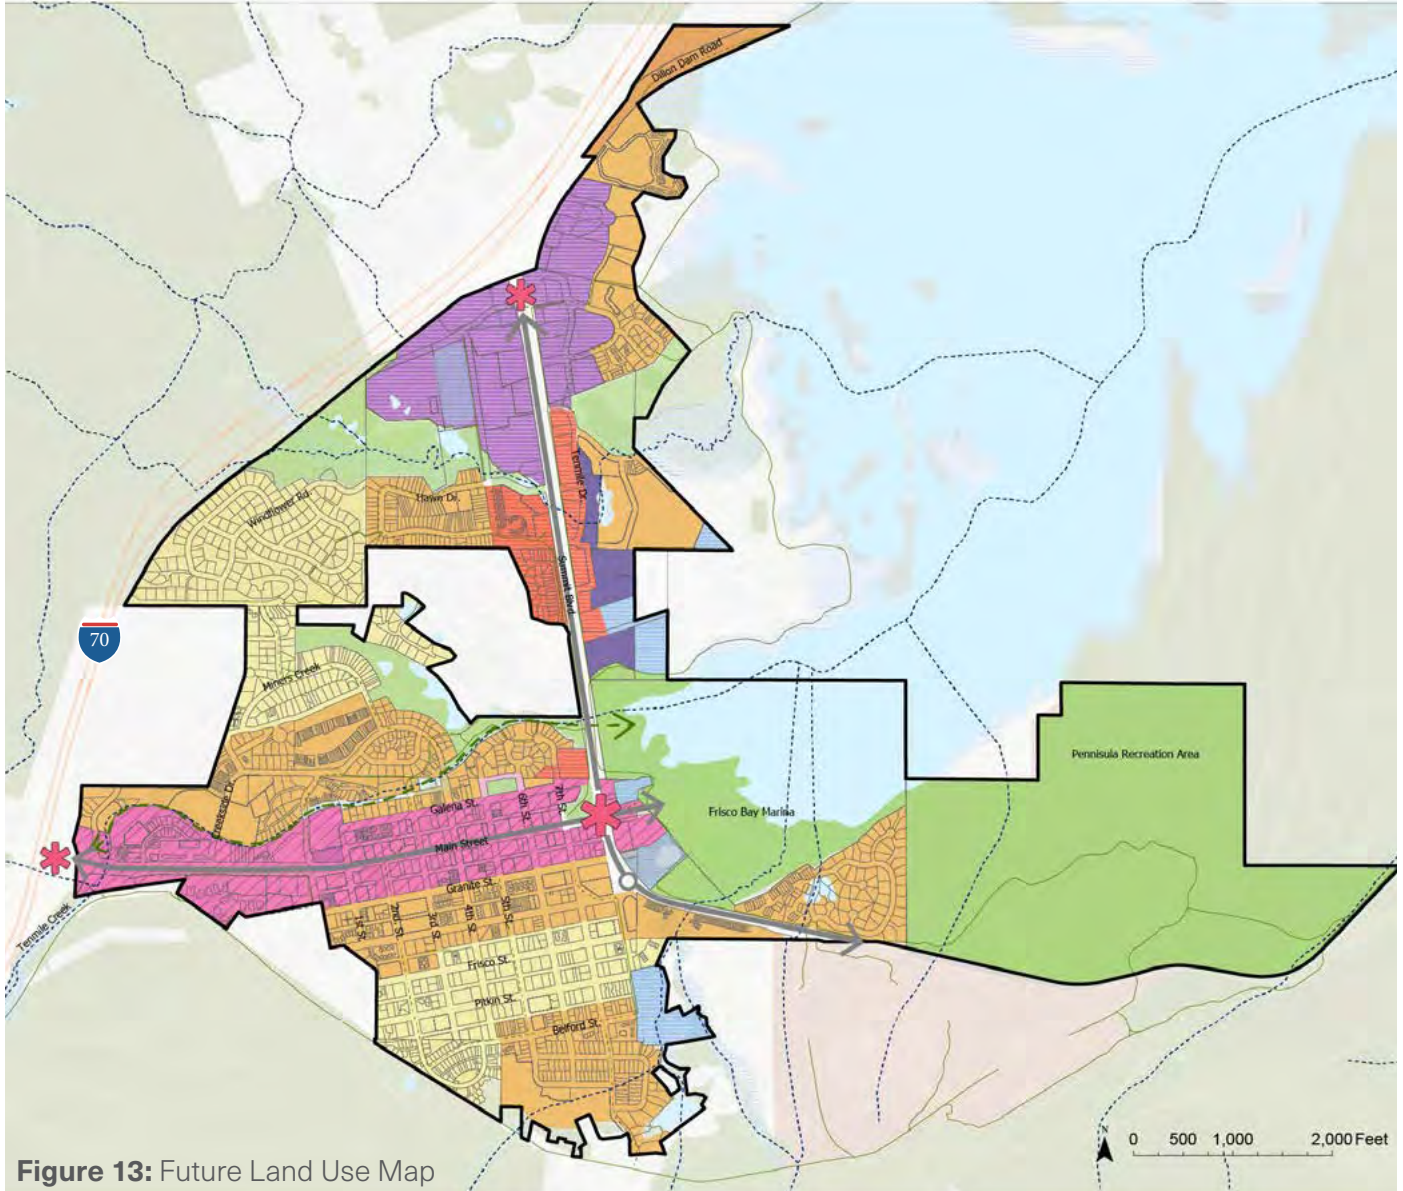 Dillon Dam Road
Tenmile Dr.
Hawn Dr.
Windflower Rd.
Summit Blvd.
70
Miners Creek
Pennisula Recreation Area
Creekside Dr.
Galena St.
6th St.
7th St.
Frisco Bay Marina
Main Street
Granite St.
Tenmile Creek
1st St.
2nd. St.
3rd St.
4th St.
5th St.
Frisco St.
Pitkin St.
Belford St.
N
0 500 1,000 2,000 Feet
Figure 13: Future Land Use Map